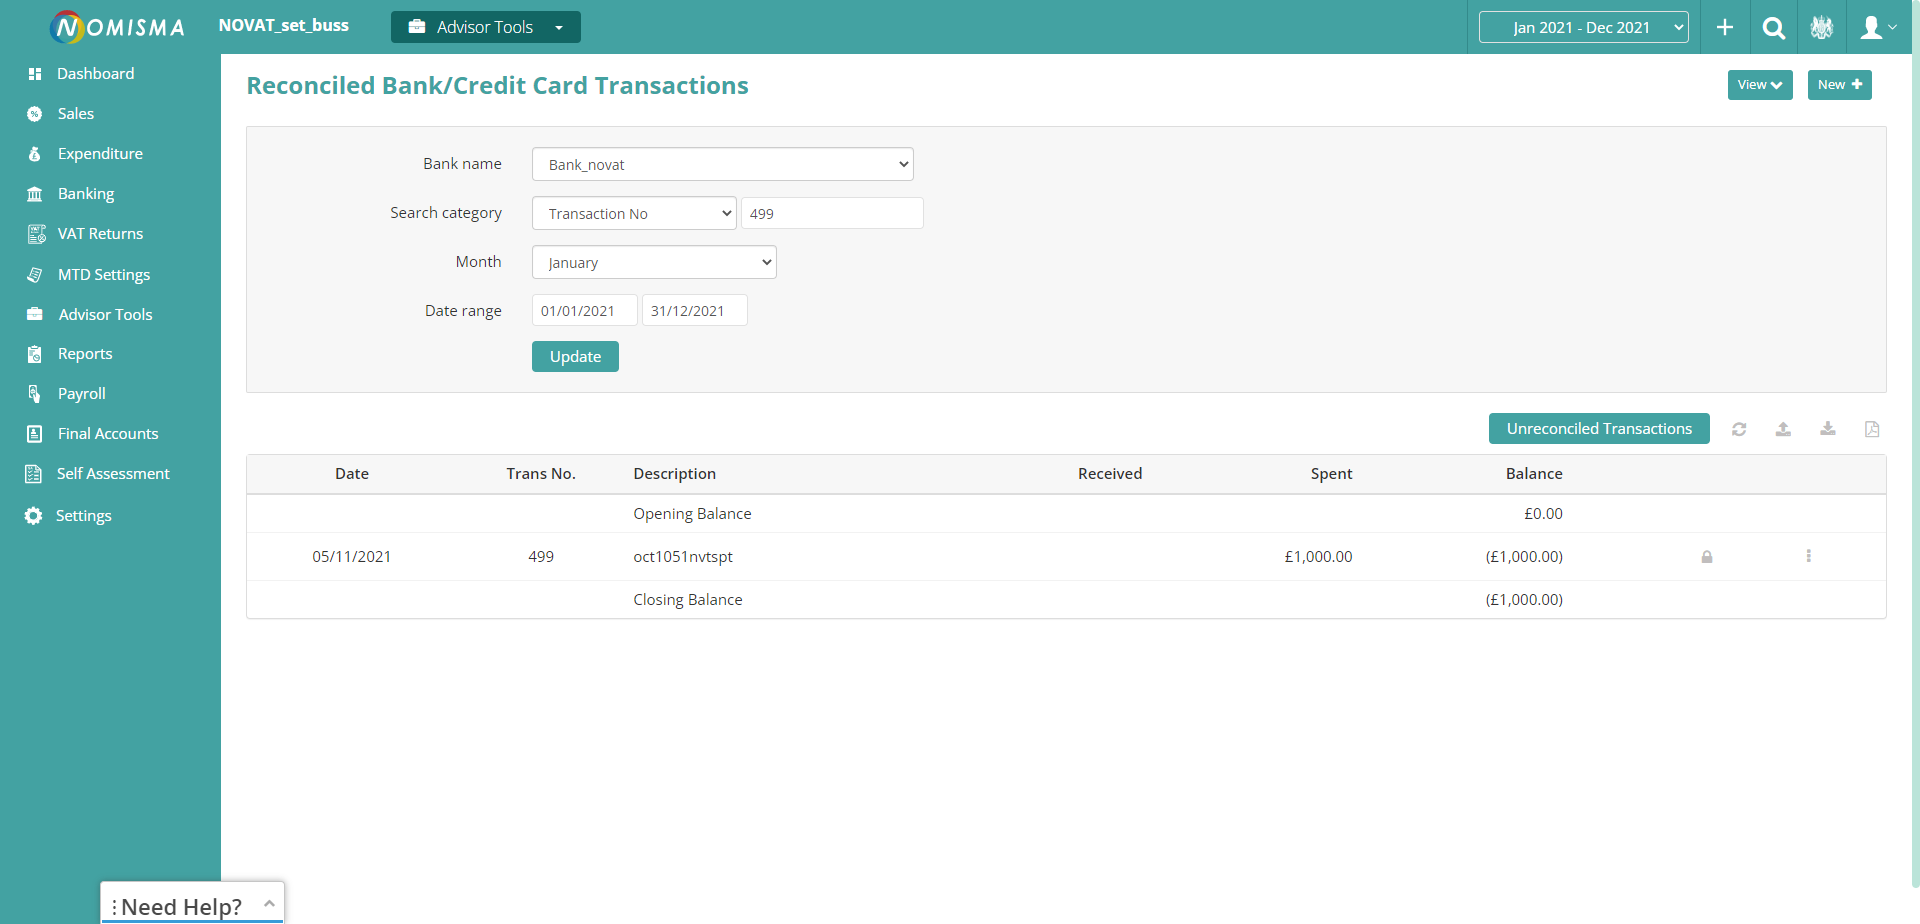 NOMISMA NOVAT_set_buss Advisor Tools Jan 2021 - Dec 2021
Dashboard
Sales
Expenditure
Banking
VAT Returns
MTD Settings
Advisor Tools
Reports
Payroll
Final Accounts
Self Assessment
Settings
Reconciled Bank/Credit Card Transactions View New
Bank name Bank_novat
Search category Transaction No 499
Month January
Date range 01/01/2021 31/12/2021
Update
Unreconciled Transactions
Date Trans No. Description Received Spent Balance
Opening Balance £0.00
05/11/2021 499 oct1051nvtspt £1,000.00 (£1,000.00)
Closing Balance (£1,000.00)
Need Help?